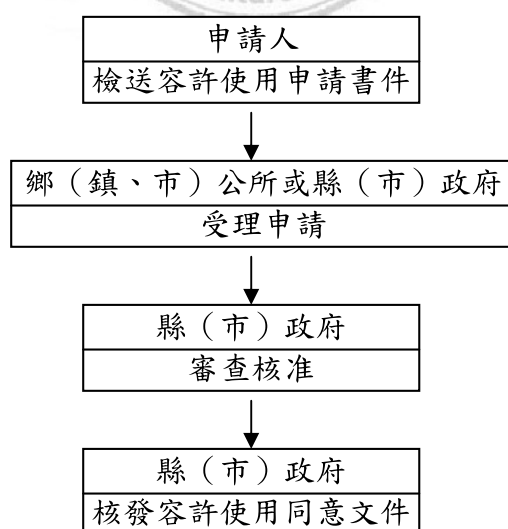 申請人
檢送容許使用申請書件
鄉（鎮、市）公所或縣（市）政府
受理申請
縣（市）政府
審查核准
縣（市）政府
核發容許使用同意文件